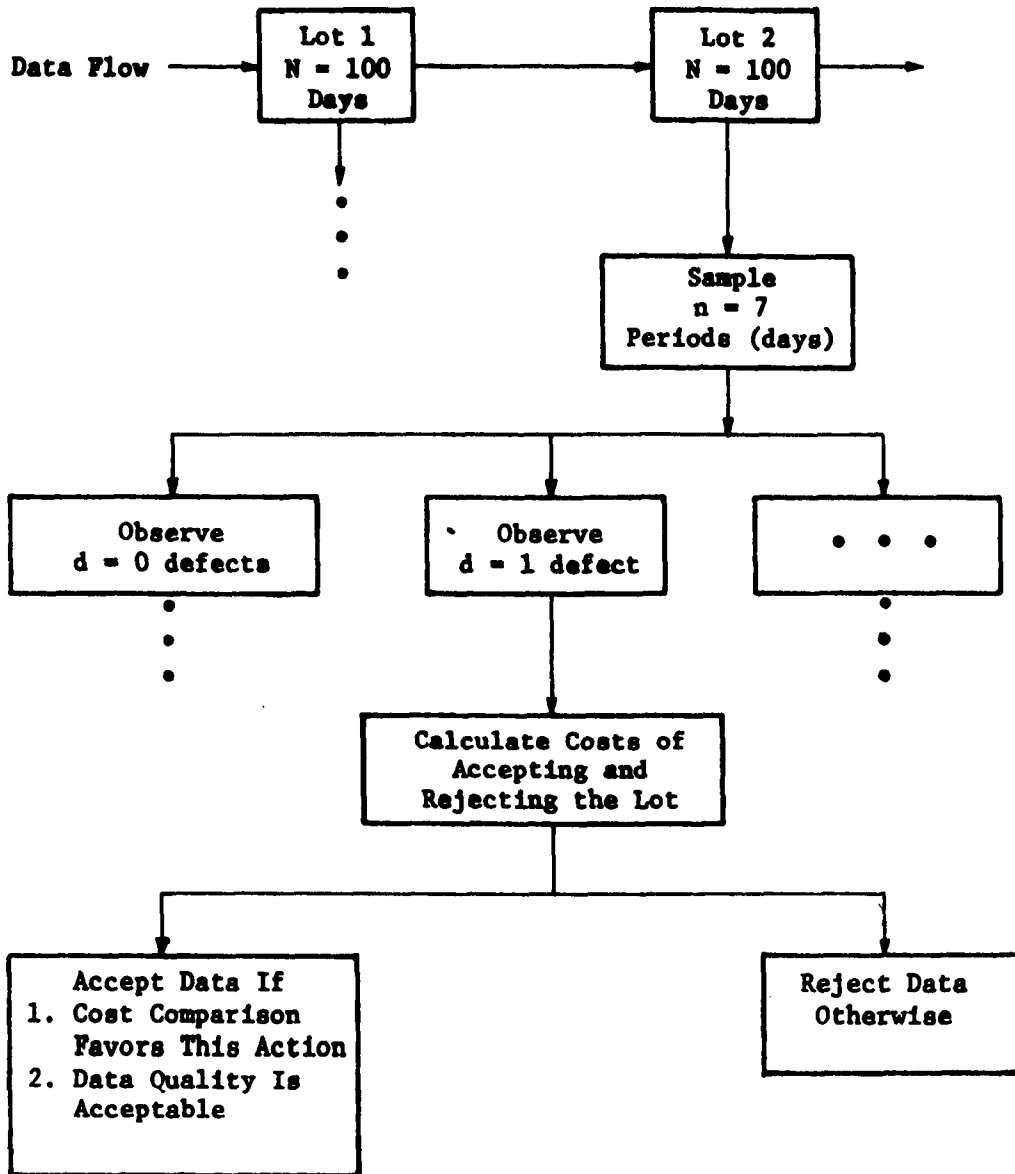 Data Flow
Lot 1
N = 100
Days
Lot 2
N = 100
Days
Sample
n = 7
Periods (days)
Observe
d = 0 defects
Observe
d = 1 defect
Calculate Costs of
Accepting and
Rejecting the Lot
Accept Data If
1. Cost Comparison
Favors This Action
2. Data Quality Is
Acceptable
Reject Data
Otherwise